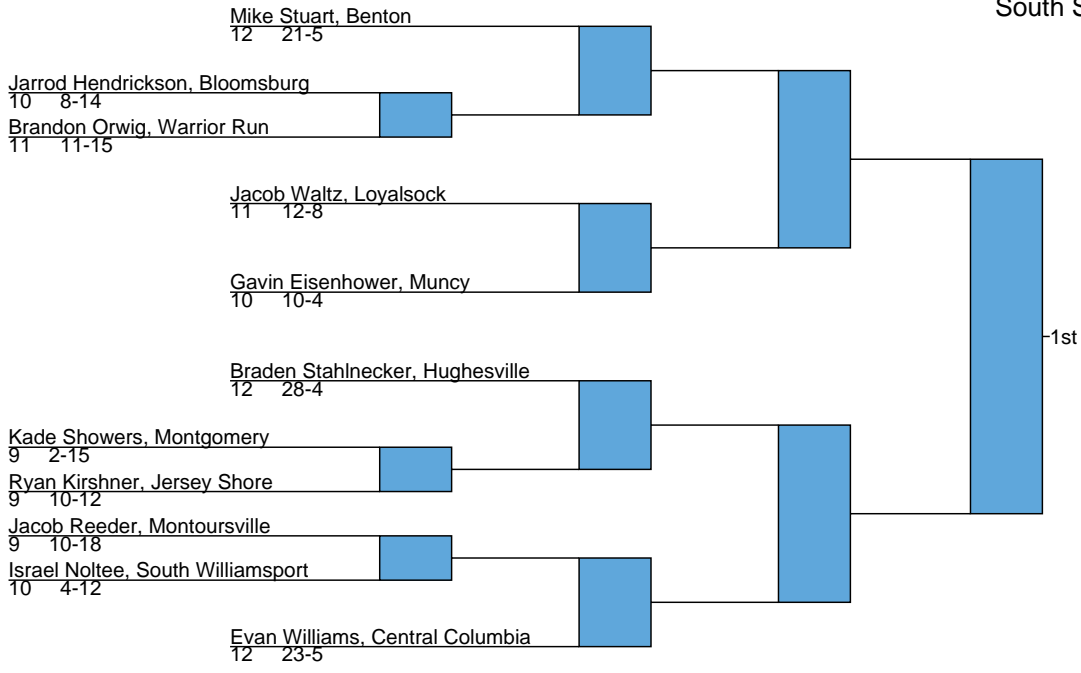 South S
Mike Stuart, Benton
12 21-5
Jarrod Hendrickson, Bloomsburg
10 8-14
Brandon Orwig, Warrior Run
11 11-15
Jacob Waltz, Loyalsock
11 12-8
Gavin Eisenhower, Muncy
10 10-4
1st
Braden Stahlnecker, Hughesville
12 28-4
Kade Showers, Montgomery
9 2-15
Ryan Kirshner, Jersey Shore
9 10-12
Jacob Reeder, Montoursville
9 10-18
Israel Noltee, South Williamsport
10 4-12
Evan Williams, Central Columbia
12 23-5